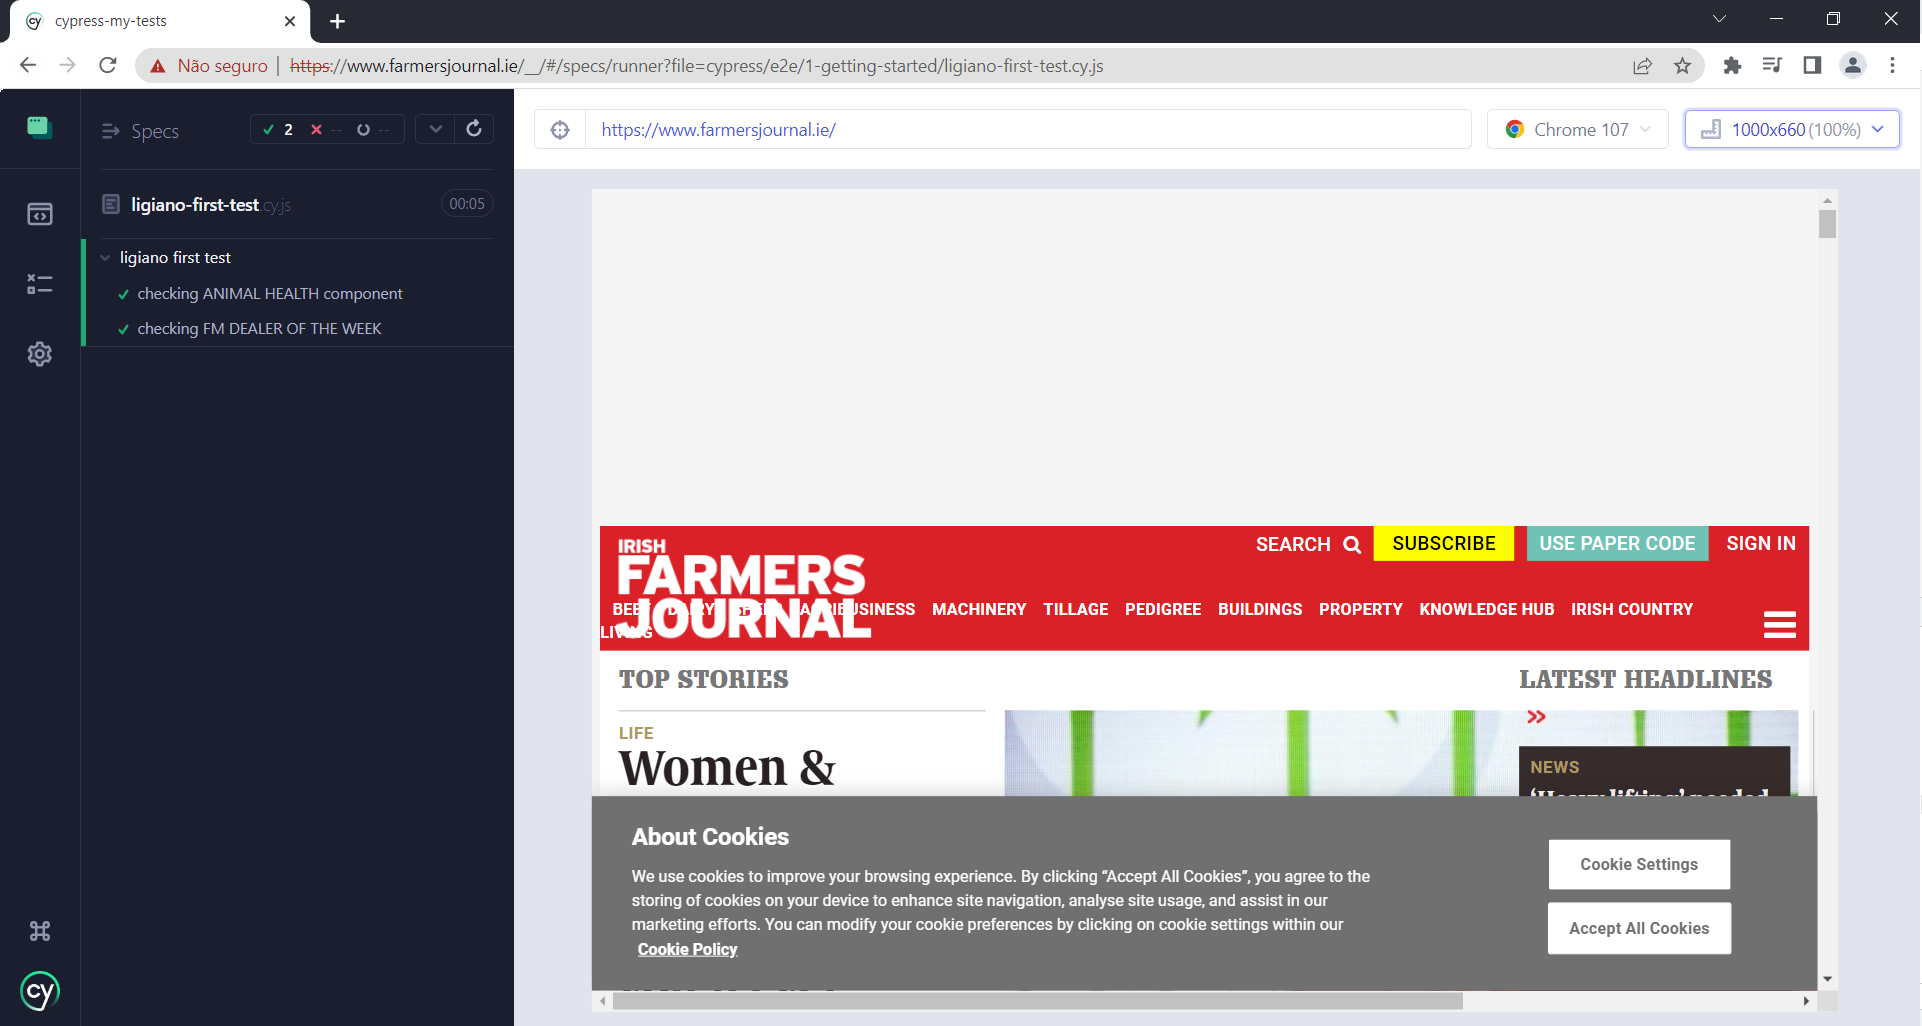 cypress-my-tests
Não seguro | https://www.farmersjournal.ie/__/#/specs/runner?file=cypress/e2e/1-getting-started/ligiano-first-test.cy.js
Specs
2 -- --
https://www.farmersjournal.ie/
Chrome 107
1000x660 (100%)
ligiano-first-test.cy.js
00:05
ligiano first test
checking ANIMAL HEALTH component
checking FM DEALER OF THE WEEK
SEARCH
SUBSCRIBE
USE PAPER CODE
SIGN IN
IRISH
FARMERS
JOURNAL
BEEF DAIRY SHEEP AGRIBUSINESS MACHINERY TILLAGE PEDIGREE BUILDINGS PROPERTY KNOWLEDGE HUB IRISH COUNTRY
LIVING
TOP STORIES
LATEST HEADLINES
LIFE
Women &
NEWS
‘Heavy lifting’ needed
About Cookies
We use cookies to improve your browsing experience. By clicking “Accept All Cookies”, you agree to the
storing of cookies on your device to enhance site navigation, analyse site usage, and assist in our
marketing efforts. You can modify your cookie preferences by clicking on cookie settings within our
Cookie Policy
Cookie Settings
Accept All Cookies
cy